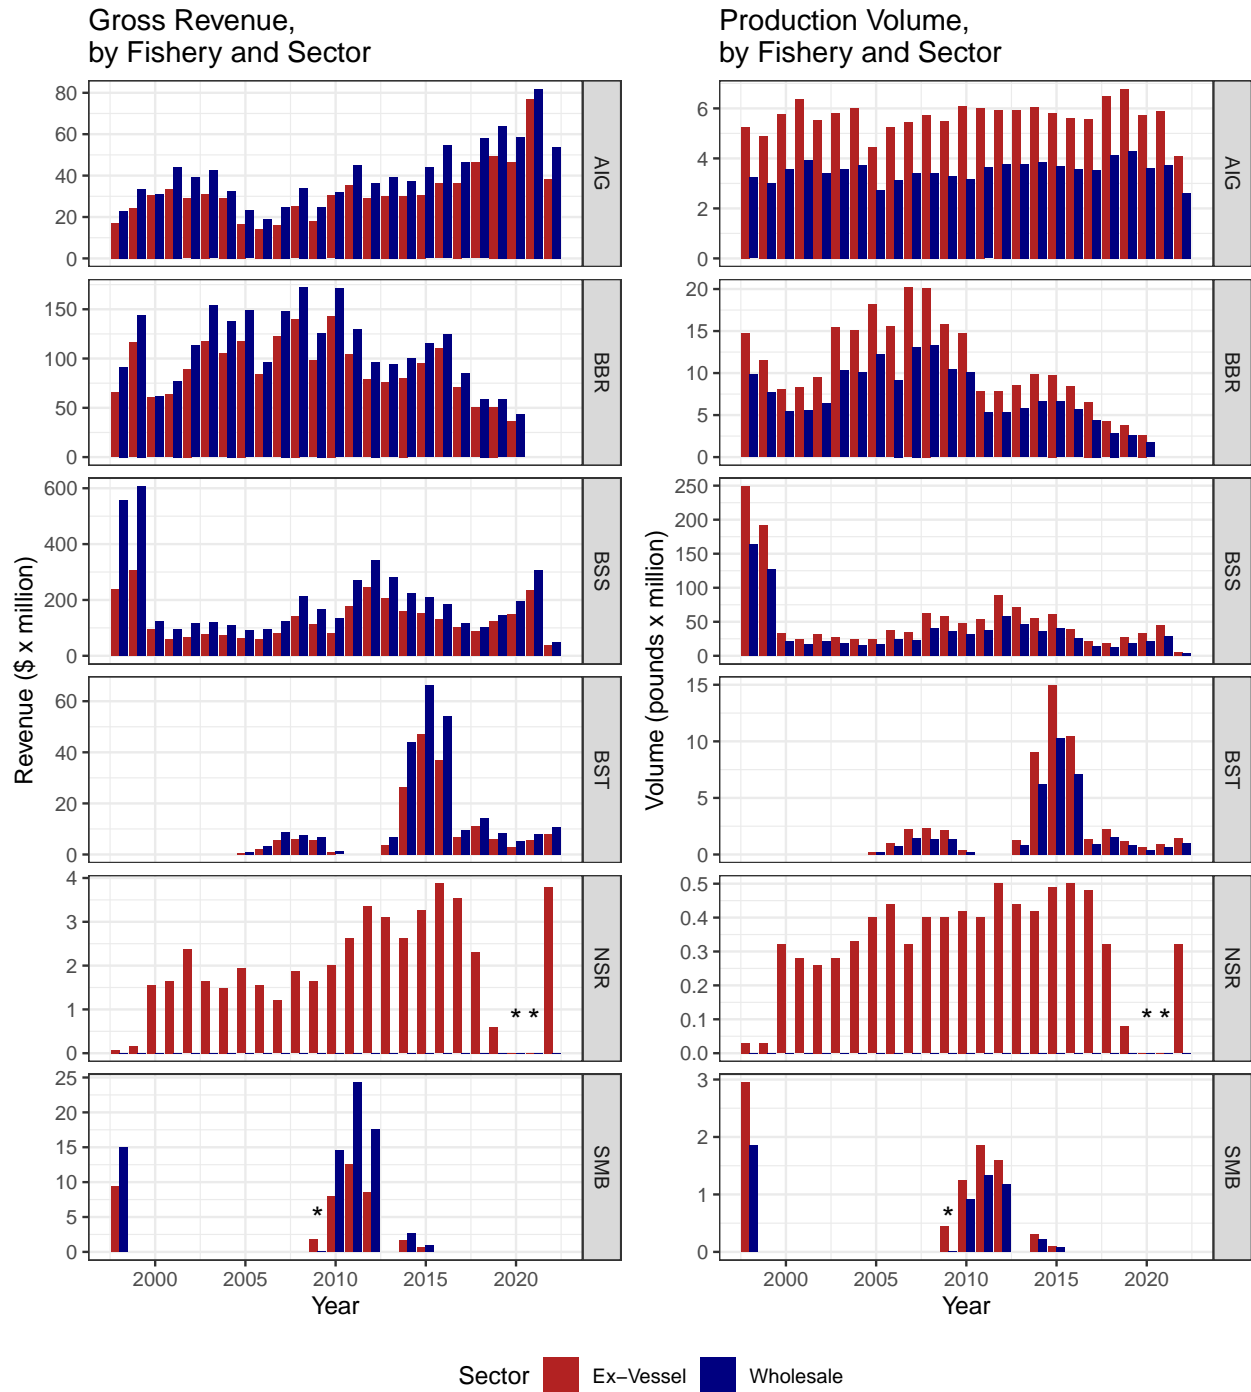 Gross Revenue,
by Fishery and Sector
Production Volume,
by Fishery and Sector
Revenue ($ x million)
80
60
40
20
0
AIG
150
100
50
0
BBR
600
400
200
0
BSS
60
40
20
0
BST
4
3
2
1
0
* *
NSR
25
20
15
10
5
0
*
SMB
2000 2005 2010 2015 2020
Year
Volume (pounds x million)
6
4
2
0
AIG
20
15
10
5
0
BBR
250
200
150
100
50
0
BSS
15
10
5
0
BST
0.5
0.4
0.3
0.2
0.1
0.0
* *
NSR
3
2
1
0
*
SMB
2000 2005 2010 2015 2020
Year
Sector Ex−Vessel Wholesale